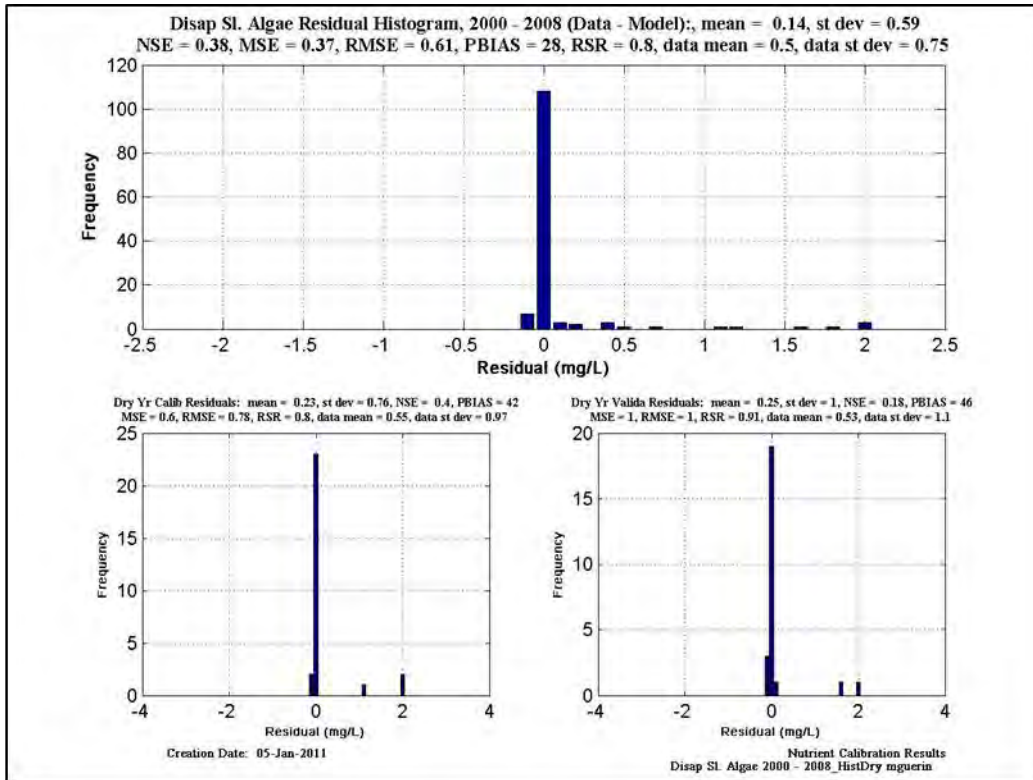 Disap Sl. Algae Residual Histogram, 2000 - 2008 (Data - Model):, mean = 0.14, st dev = 0.59
NSE = 0.38, MSE = 0.37, RMSE = 0.61, PBIAS = 28, RSR = 0.8, data mean = 0.5, data st dev = 0.75
120
100
80
60
40
20
0
Frequency
-2.5 -2 -1.5 -1 -0.5 0 0.5 1 1.5 2 2.5
Residual (mg/L)
Dry Yr Calib Residuals: mean = 0.23, st dev = 0.76, NSE = 0.4, PBIAS = 42
MSE = 0.6, RMSE = 0.78, RSR = 0.8, data mean = 0.55, data st dev = 0.97
25
20
15
10
5
0
Frequency
-4 -2 0 2 4
Residual (mg/L)
Dry Yr Valida Residuals: mean = 0.25, st dev = 1, NSE = 0.18, PBIAS = 46
MSE = 1, RMSE = 1, RSR = 0.91, data mean = 0.53, data st dev = 1.1
20
15
10
5
0
Frequency
-4 -2 0 2 4
Residual (mg/L)
Creation Date: 05-Jan-2011
Nutrient Calibration Results
Disap Sl. Algae 2000 - 2008_HistDry mguerin